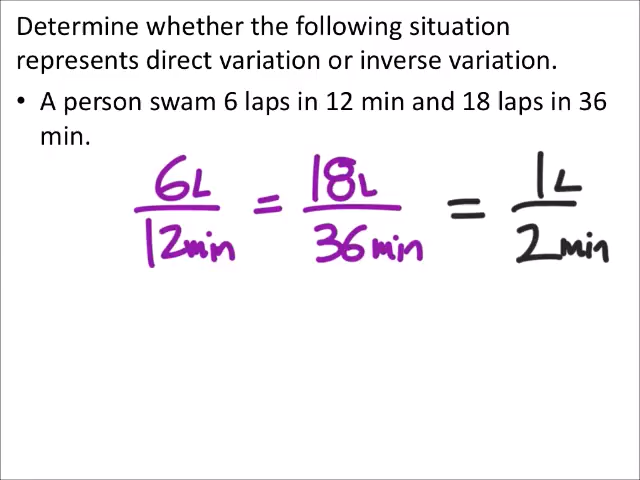 Determine whether the following situation
represents direct variation or inverse variation.
• A person swam 6 laps in 12 min and 18 laps in 36
min.
6L/12min = 18L/36min = 1L/2min